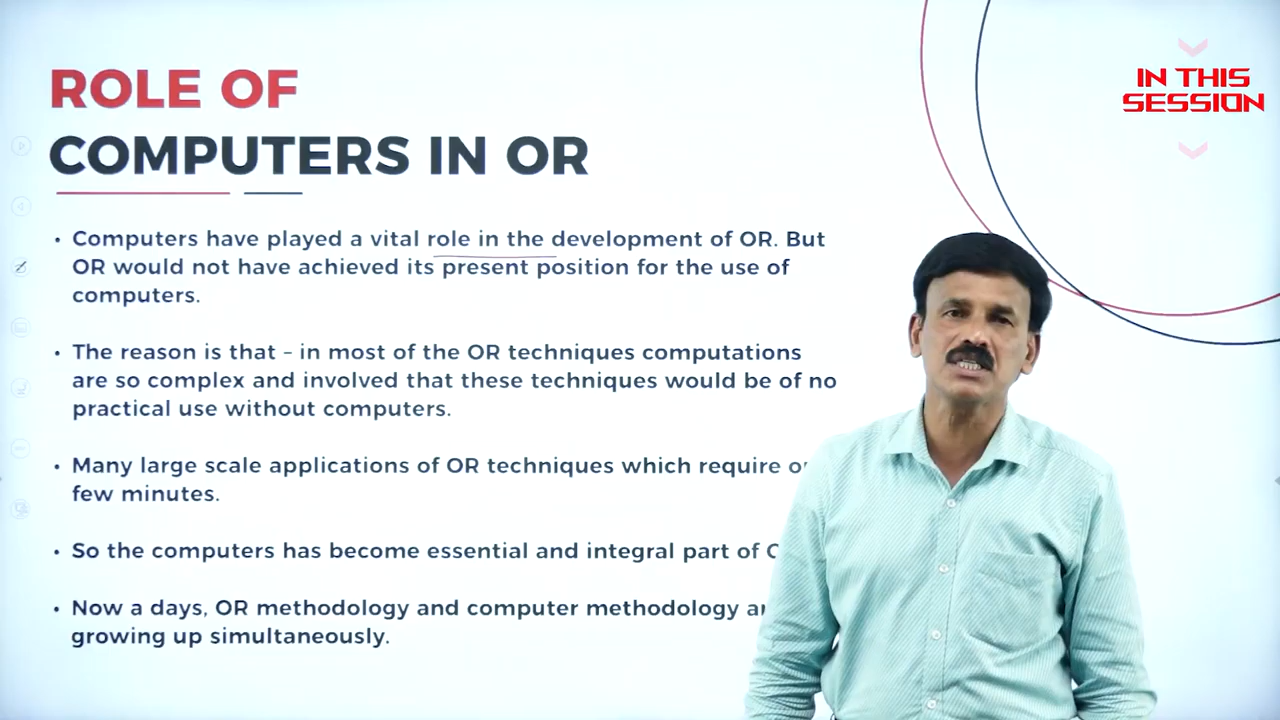 ROLE OF
COMPUTERS IN OR
IN THIS
SESSION
• Computers have played a vital role in the development of OR. But
OR would not have achieved its present position for the use of
computers.
• The reason is that – in most of the OR techniques computations
are so complex and involved that these techniques would be of no
practical use without computers.
• Many large scale applications of OR techniques which require
few minutes.
• So the computers has become essential and integral part of
• Now a days, OR methodology and computer methodology
growing up simultaneously.